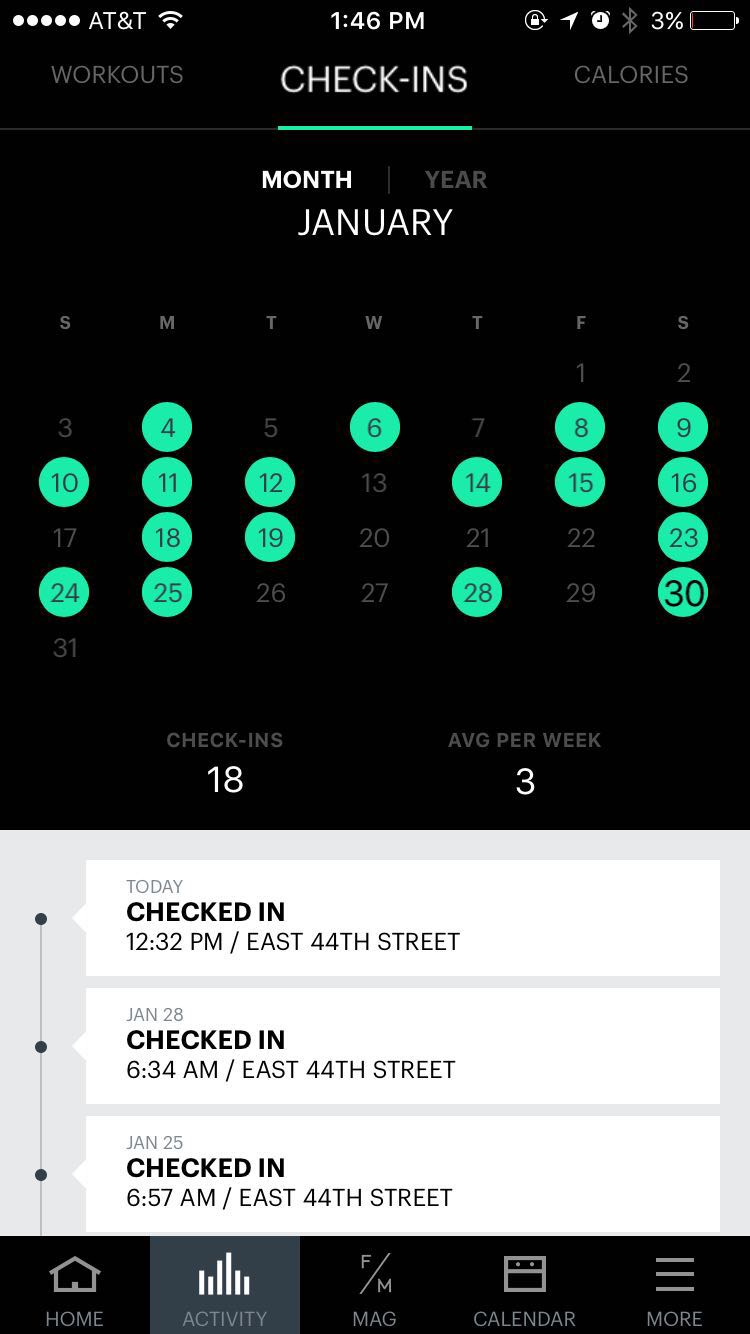 AT&T 1:46 PM 3%
WORKOUTS CHECK-INS CALORIES
MONTH | YEAR
JANUARY
S M T W T F S
1 2
3 4 5 6 7 8 9
10 11 12 13 14 15 16
17 18 19 20 21 22 23
24 25 26 27 28 29 30
31
CHECK-INS AVG PER WEEK
18 3
TODAY
CHECKED IN
12:32 PM / EAST 44TH STREET
JAN 28
CHECKED IN
6:34 AM / EAST 44TH STREET
JAN 25
CHECKED IN
6:57 AM / EAST 44TH STREET
F/M
HOME ACTIVITY MAG CALENDAR MORE